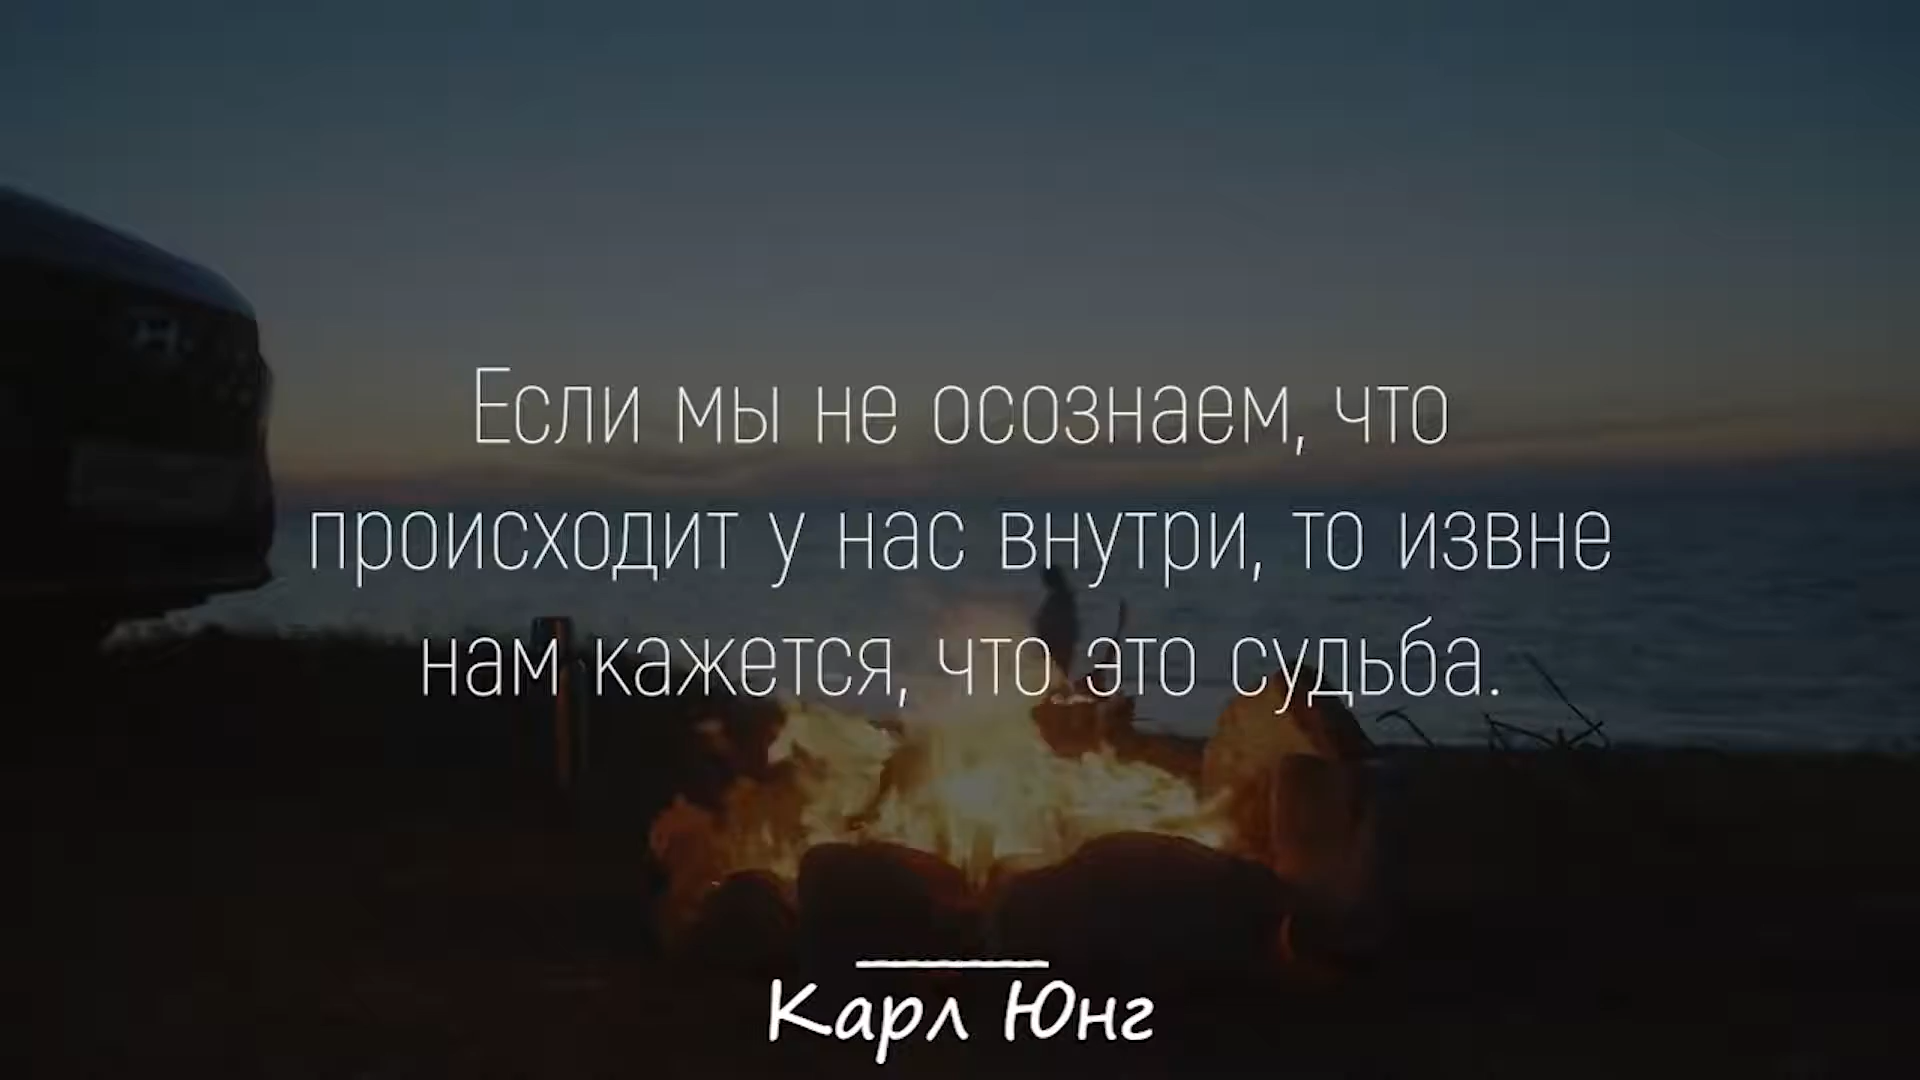 Если мы не осознаем, что
происходит у нас внутри, то извне
нам кажется, что это судьба.
Карл Юнг